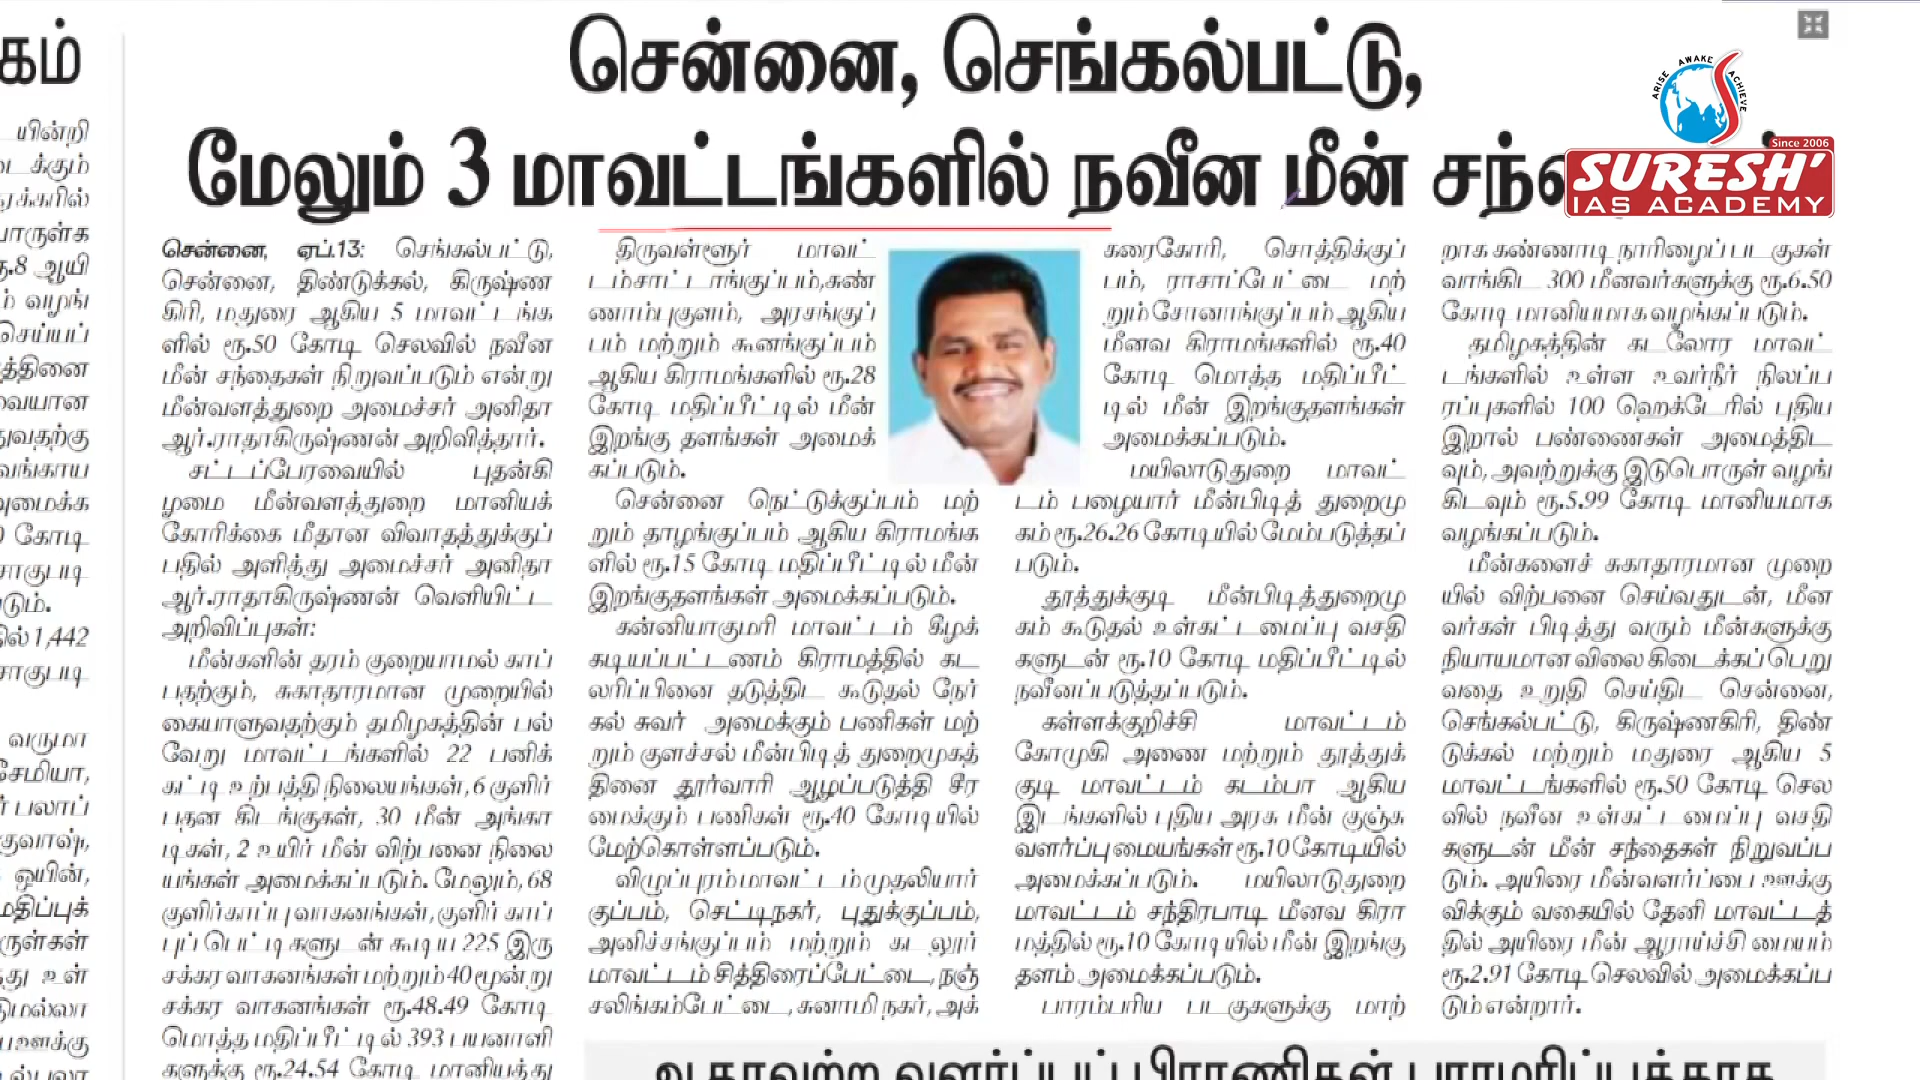 சென்னை, செங்கல்பட்டு,
மேலும் 3 மாவட்டங்களில் நவீன மீன்
ARISE AWAKE ACHIEVE
Since 2006
SURESH'
IAS ACADEMY
சென்னை, ஏப்.13: செங்கல்பட்டு,
சென்னை, திண்டுக்கல், கிருஷ்ண
கிரி, மதுரை ஆகிய 5 மாவட்டங்க
ளில் ரூ.50 கோடி செலவில் நவீன
மீன் சந்தைகள் நிறுவப்படும் என்று
மீன்வளத்துறை அமைச்சர் அனிதா
ஆர்.ராதாகிருஷ்ணன் அறிவித்தார்.
சட்டப்பேரவையில் புதன்கி
ழமை மீன்வளத்துறை மானியக்
கோரிக்கை மீதான விவாதத்துக்குப்
பதில் அளித்து அமைச்சர் அனிதா
ஆர்.ராதாகிருஷ்ணன் வெளியிட்ட
அறிவிப்புகள்:
மீன்களின் தரம் குறையாமல் காப்
பதற்கும், சுகாதாரமான முறையில்
கையாளுவதற்கும் தமிழகத்தின் பல்
வேறு மாவட்டங்களில் 22 பனிக்
கட்டி உற்பத்தி நிலையங்கள், 6 குளிர்
பதன கிடங்குகள், 30 மீன் அங்கா
டிகள், 2 உயிர் மீன் விற்பனை நிலை
யங்கள் அமைக்கப்படும். மேலும், 68
குளிர்காப்பு வாகனங்கள், குளிர் காப்
புப் பெட்டிகளுடன் கூடிய 225 இரு
சக்கர வாகனங்கள் மற்றும் 40 மூன்று
சக்கர வாகனங்கள் ரூ.48.49 கோடி
மொத்த மதிப்பீட்டில் 393 பயனாளி
களுக்கு ரூ.24.54 கோடி மானியத்து
திருவள்ளூர் மாவட்
டம்சாட்டாங்குப்பம்,சுண்
ணாம்புகுளம், அரசங்குப்
பம் மற்றும் கூனங்குப்பம்
ஆகிய கிராமங்களில் ரூ.28
கோடி மதிப்பீட்டில் மீன்
இறங்கு தளங்கள் அமைக்
கப்படும்.
சென்னை நெட்டுக்குப்பம் மற்
றும் தாழங்குப்பம் ஆகிய கிராமங்க
ளில் ரூ.15 கோடி மதிப்பீட்டில் மீன்
இறங்குதளங்கள் அமைக்கப்படும்.
கன்னியாகுமரி மாவட்டம் கீழக்
கடியப்பட்டணம் கிராமத்தில் கட
லரிப்பினை தடுத்திட கூடுதல் நேர்
கல் சுவர் அமைக்கும் பணிகள் மற்
றும் குளச்சல் மீன்பிடித் துறைமுகத்
தினை தூர்வாரி ஆழப்படுத்தி சீர
மைக்கும் பணிகள் ரூ.40 கோடியில்
மேற்கொள்ளப்படும்.
விழுப்புரம் மாவட்டம் முதலியார்
குப்பம், செட்டிநகர், புதுக்குப்பம்,
அனிச்சங்குப்பம் மற்றும் கடலூர்
மாவட்டம் சித்திரைப்பேட்டை, நஞ்
சலிங்கம்பேட்டை, சுனாமி நகர், அக்
கரைகோரி, சொத்திக்குப்
பம், ராசாப்பேட்டை மற்
றும் சோனாங்குப்பம் ஆகிய
மீனவ கிராமங்களில் ரூ.40
கோடி மொத்த மதிப்பீட்
டில் மீன் இறங்குதளங்கள்
அமைக்கப்படும்.
மயிலாடுதுறை மாவட்
டம் பழையார் மீன்பிடித் துறைமு
கம் ரூ.26.26 கோடியில் மேம்படுத்தப்
படும்.
தூத்துக்குடி மீன்பிடித்துறைமு
கம் கூடுதல் உள்கட்டமைப்பு வசதி
களுடன் ரூ.10 கோடி மதிப்பீட்டில்
நவீனப்படுத்தப்படும்.
கள்ளக்குறிச்சி மாவட்டம்
கோமுகி அணை மற்றும் தூத்துக்
குடி மாவட்டம் கடம்பா ஆகிய
இடங்களில் புதிய அரசு மீன் குஞ்சு
வளர்ப்பு மையங்கள் ரூ.10 கோடியில்
அமைக்கப்படும். மயிலாடுதுறை
மாவட்டம் சந்திரபாடி மீனவ கிரா
மத்தில் ரூ.10 கோடியில் மீன் இறங்கு
தளம் அமைக்கப்படும்.
பாரம்பரிய படகுகளுக்கு மாற்
றாக கண்ணாடி நாரிழைப் படகுகள்
வாங்கிட 300 மீனவர்களுக்கு ரூ.6.50
கோடி மானியமாக வழங்கப்படும்.
தமிழகத்தின் கடலோர மாவட்
டங்களில் உள்ள உவர்நீர் நிலப்ப
ரப்புகளில் 100 ஹெக்டேரில் புதிய
இறால் பண்ணைகள் அமைத்திட
வும், அவற்றுக்கு இடுபொருள் வழங்
கிடவும் ரூ.5.99 கோடி மானியமாக
வழங்கப்படும்.
மீன்களைச் சுகாதாரமான முறை
யில் விற்பனை செய்வதுடன், மீன
வர்கள் பிடித்து வரும் மீன்களுக்கு
நியாயமான விலை கிடைக்கப் பெறு
வதை உறுதி செய்திட சென்னை,
செங்கல்பட்டு, கிருஷ்ணகிரி, திண்
டுக்கல் மற்றும் மதுரை ஆகிய 5
மாவட்டங்களில் ரூ.50 கோடி செல
வில் நவீன உள்கட்டமைப்பு வசதி
களுடன் மீன் சந்தைகள் நிறுவப்ப
டும். அயிரை மீன்வளர்ப்பை ஊக்கு
விக்கும் வகையில் தேனி மாவட்டத்
தில் அயிரை மீன் ஆராய்ச்சி மையம்
ரூ.2.91 கோடி செலவில் அமைக்கப்ப
டும் என்றார்.
ஆதரவற்ற வளர்ப்புப் பிராணிகள் பராமரிப்புக்காக